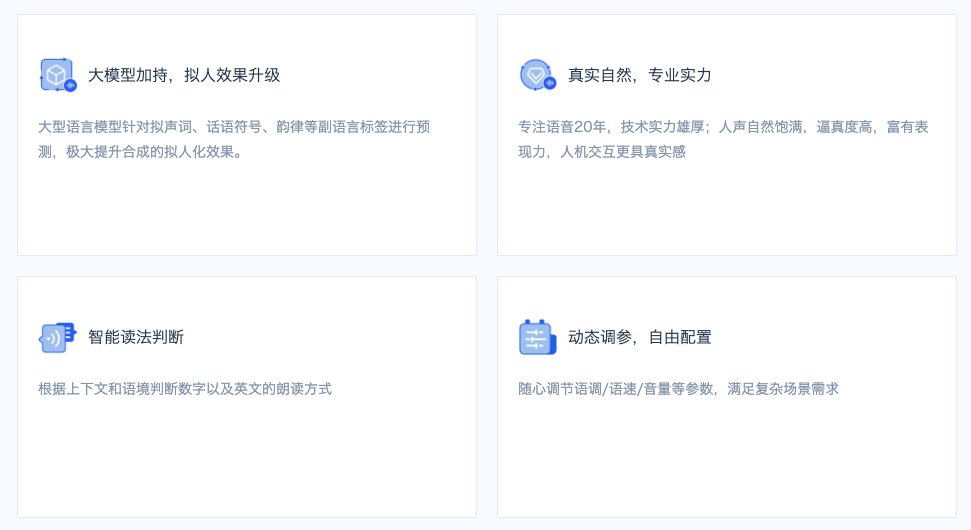 大模型加持，拟人效果升级
大型语言模型针对拟声词、话语符号、韵律等副语言标签进行预
测，极大提升合成的拟人化效果。
真实自然，专业实力
专注语音20年，技术实力雄厚；人声自然饱满，逼真度高，富有表
现力，人机交互更具真实感
智能读法判断
根据上下文和语境判断数字以及英文的朗读方式
动态调参，自由配置
随心调节语调/语速/音量等参数，满足复杂场景需求